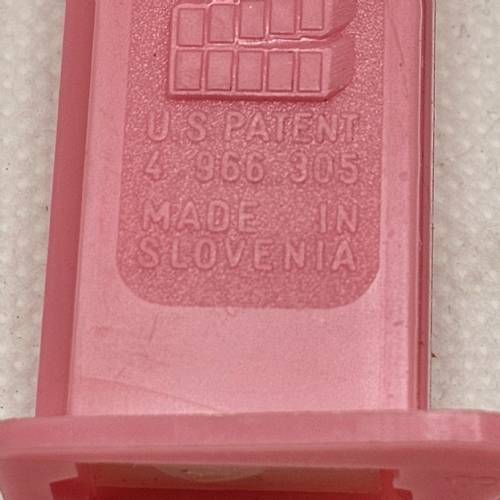 U.S PATENT
4 966 305
MADE IN
SLOVENIA